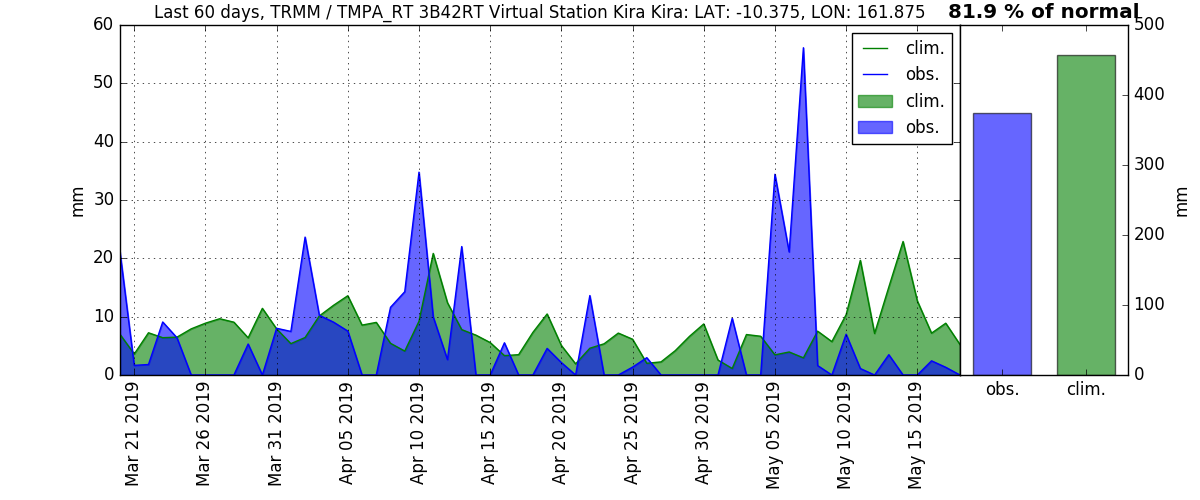 Last 60 days, TRMM / TMPA_RT 3B42RT Virtual Station Kira Kira: LAT: -10.375, LON: 161.875
81.9 % of normal
60
50
40
30
20
10
0
mm
clim.
obs.
clim.
obs.
Mar 21 2019
Mar 26 2019
Mar 31 2019
Apr 05 2019
Apr 10 2019
Apr 15 2019
Apr 20 2019
Apr 25 2019
Apr 30 2019
May 05 2019
May 10 2019
May 15 2019
500
400
300
200
100
0
mm
obs.
clim.